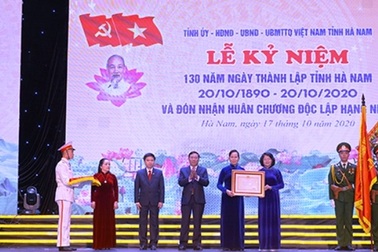 TỈNH ỦY - HĐND - UBND - UBMTTQ VIỆT NAM TỈNH HÀ NAM
LỄ KỶ NIỆM
130 NĂM NGÀY THÀNH LẬP TỈNH HÀ NAM
20/10/1890 - 20/10/2020
VÀ ĐÓN NHẬN HUÂN CHƯƠNG ĐỘC LẬP HẠNG NH
Hà Nam, ngày 17 tháng 10 năm 2020